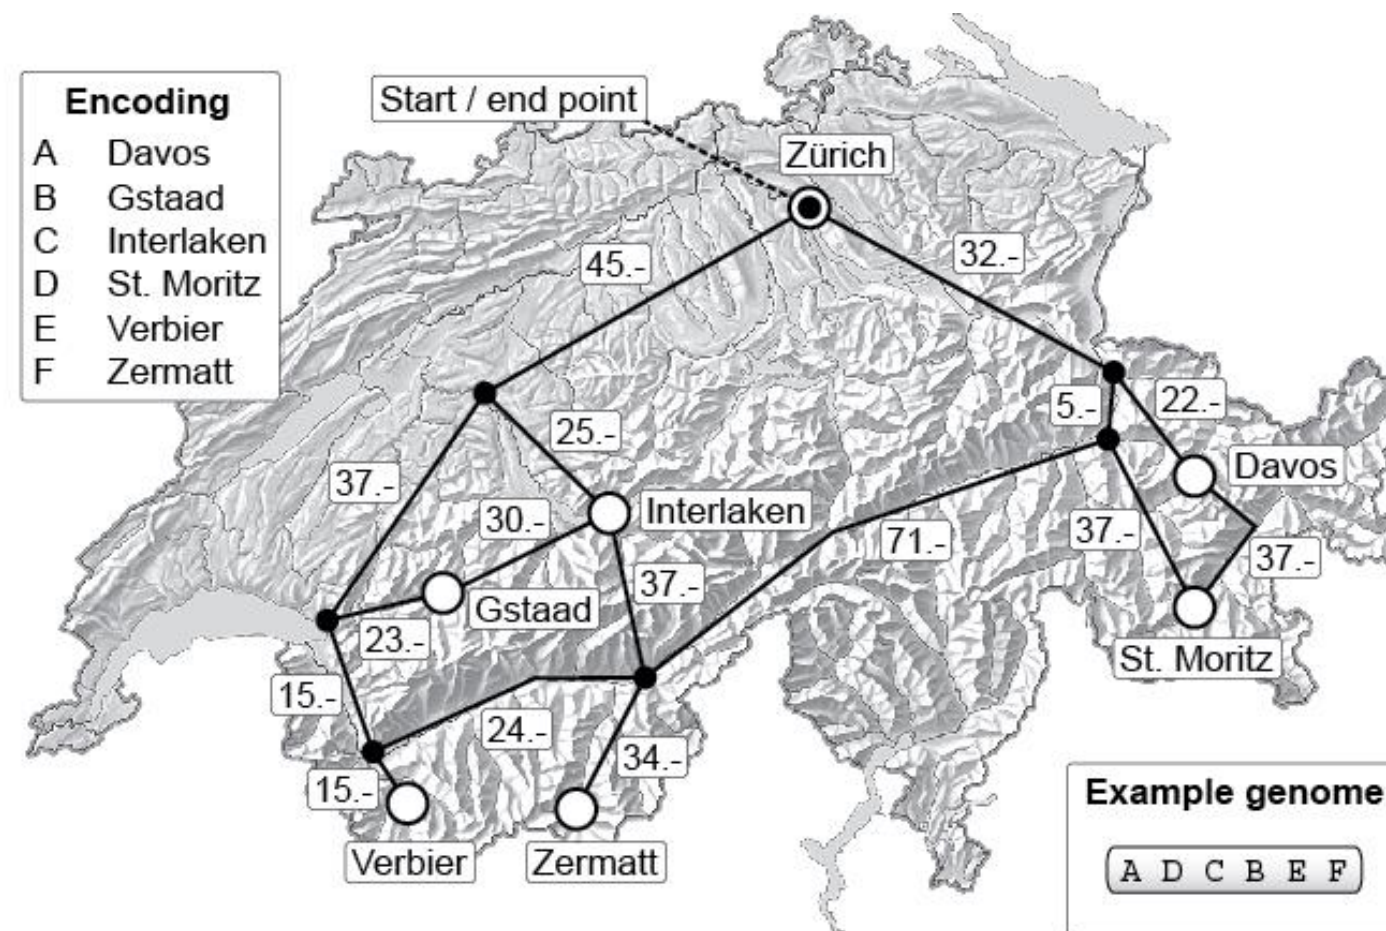 Encoding
A Davos
B Gstaad
C Interlaken
D St. Moritz
E Verbier
F Zermatt
Start / end point
Zürich
45.-
32.-
5.-
22.-
25.-
Davos
37.-
30.-
Interlaken
71.-
37.-
37.-
Gstaad
37.-
23.-
St. Moritz
15.-
24.-
34.-
15.-
Verbier
Zermatt
Example genome
A D C B E F